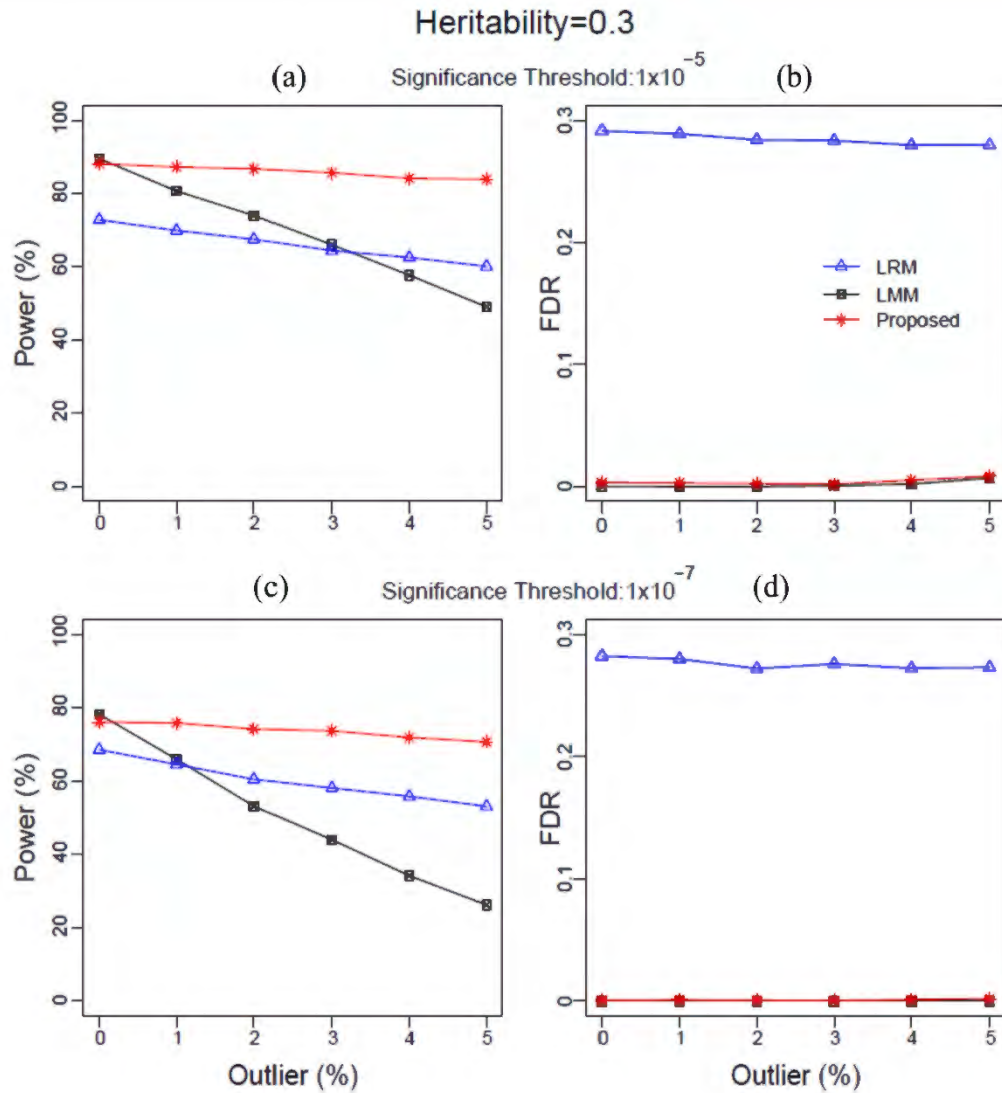 Heritability=0.3
(a) Significance Threshold:1x10⁻⁵ (b)
Power (%)
0 20 40 60 80 100
0 1 2 3 4 5
FDR
0 0.1 0.2 0.3
0 1 2 3 4 5
LRM
LMM
Proposed
(c) Significance Threshold:1x10⁻⁷ (d)
Power (%)
0 20 40 60 80 100
0 1 2 3 4 5
Outlier (%)
FDR
0 0.1 0.2 0.3
0 1 2 3 4 5
Outlier (%)